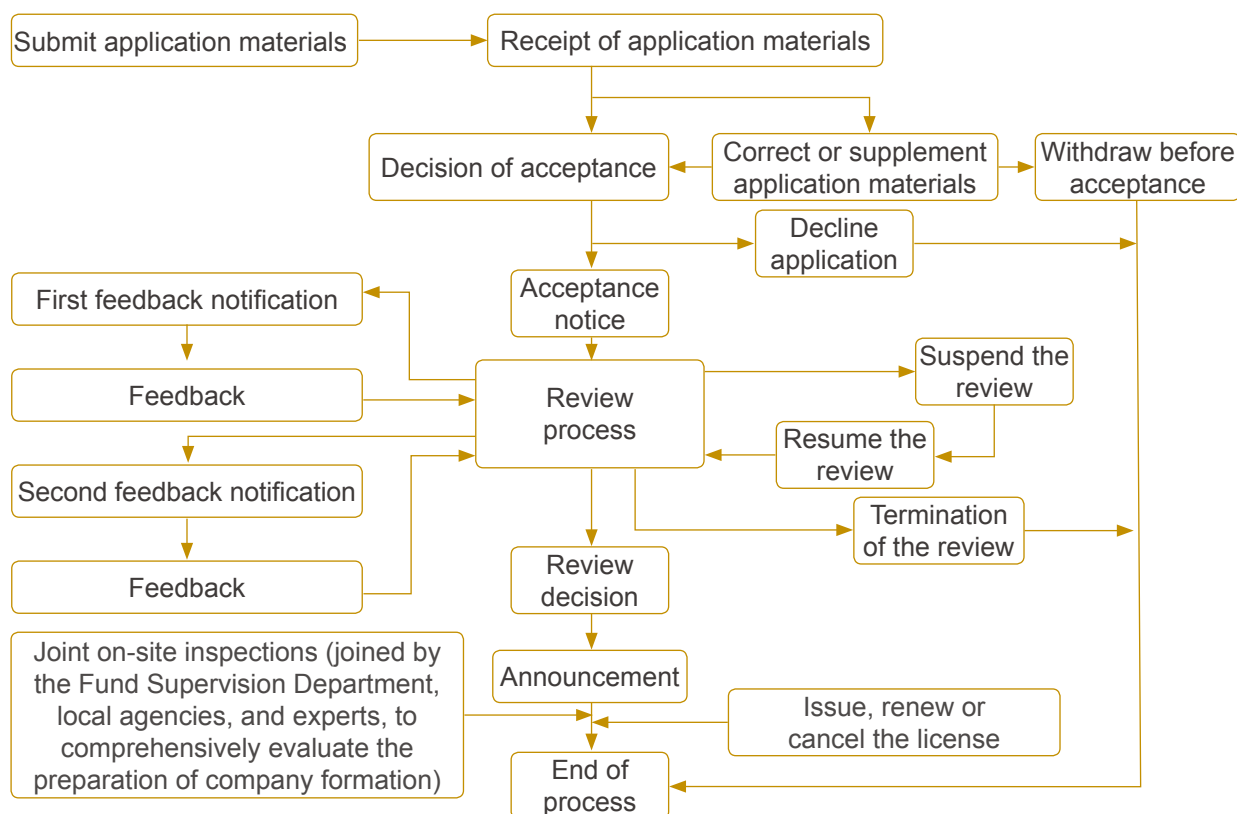 Submit application materials
Receipt of application materials
Decision of acceptance
Correct or supplement
application materials
Withdraw before
acceptance
Decline
application
Acceptance
notice
First feedback notification
Feedback
Review
process
Suspend the
review
Resume the
review
Second feedback notification
Feedback
Termination
of the review
Review
decision
Joint on-site inspections (joined by
the Fund Supervision Department,
local agencies, and experts, to
comprehensively evaluate the
preparation of company formation)
Announcement
Issue, renew or
cancel the license
End of
process